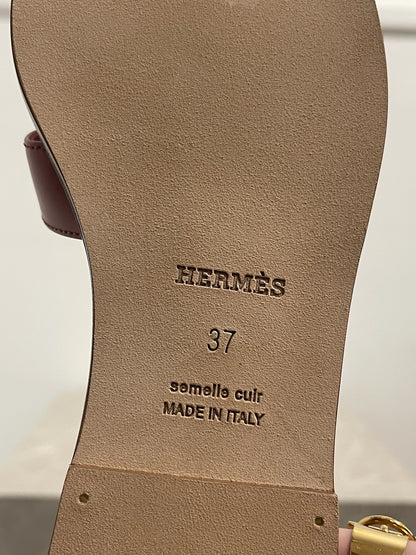 HERMÈS
37
semelle cuir
MADE IN ITALY